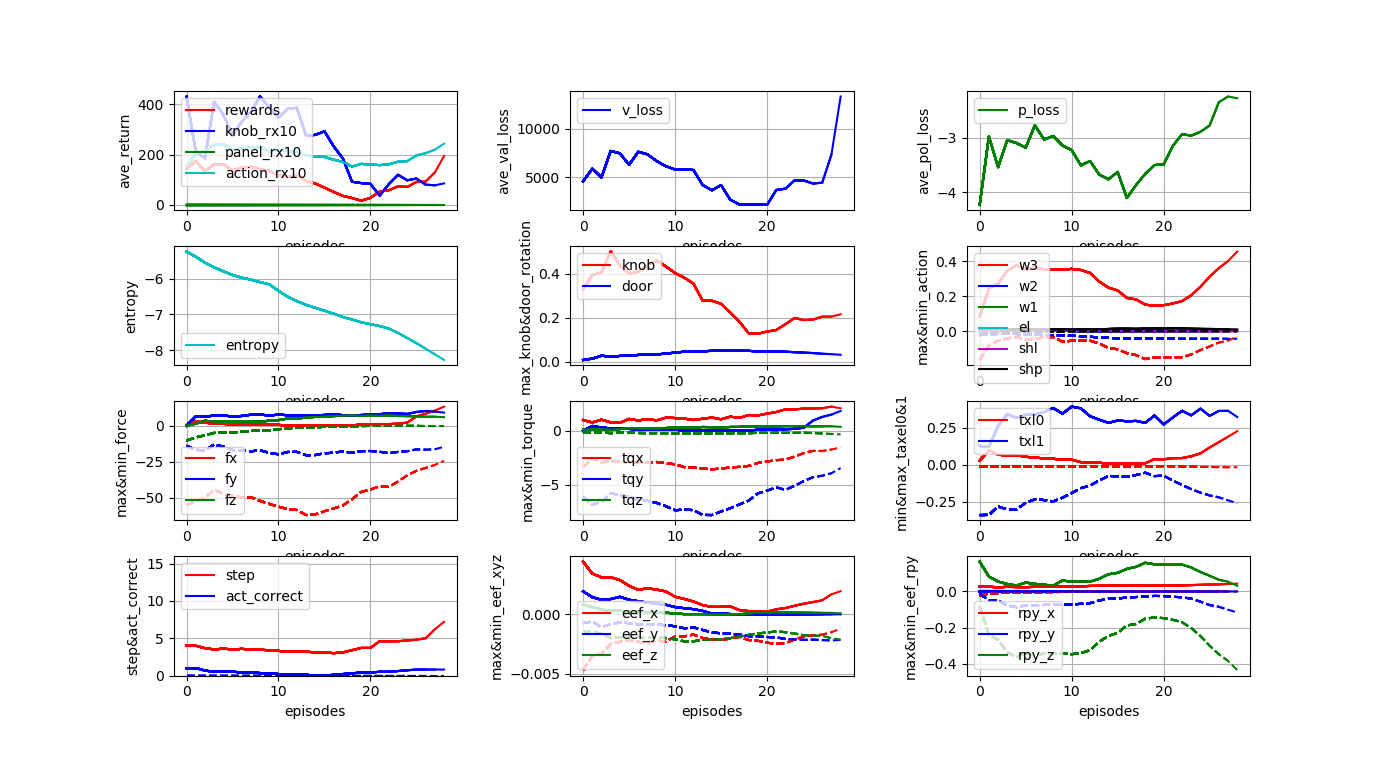 ave_return
400
200
0
rewards
knob_rx10
panel_rx10
action_rx10
0 10 20
episodes
ave_val_loss
10000
5000
v_loss
0 10 20
ave_pol_loss
−3
−4
p_loss
0 10 20
entropy
−6
−7
−8
entropy
0 10 20
episodes
max_knob&door_rotation
0.4
0.2
0.0
knob
door
0 10 20
episodes
max&min_action
0.4
0.2
0.0
w3
w2
w1
el
shl
shp
0 10 20
episodes
max&min_force
0
−25
−50
fx
fy
fz
0 10 20
episodes
max&min_torque
0
−5
tqx
tqy
tqz
0 10 20
episodes
min&max_taxel0&1
0.25
0.00
−0.25
txl0
txl1
0 10 20
episodes
step&act_correct
15
10
5
0
step
act_correct
0 10 20
episodes
max&min_eef_xyz
0.000
−0.005
eef_x
eef_y
eef_z
0 10 20
episodes
max&min_eef_rpy
0.0
−0.2
−0.4
rpy_x
rpy_y
rpy_z
0 10 20
episodes